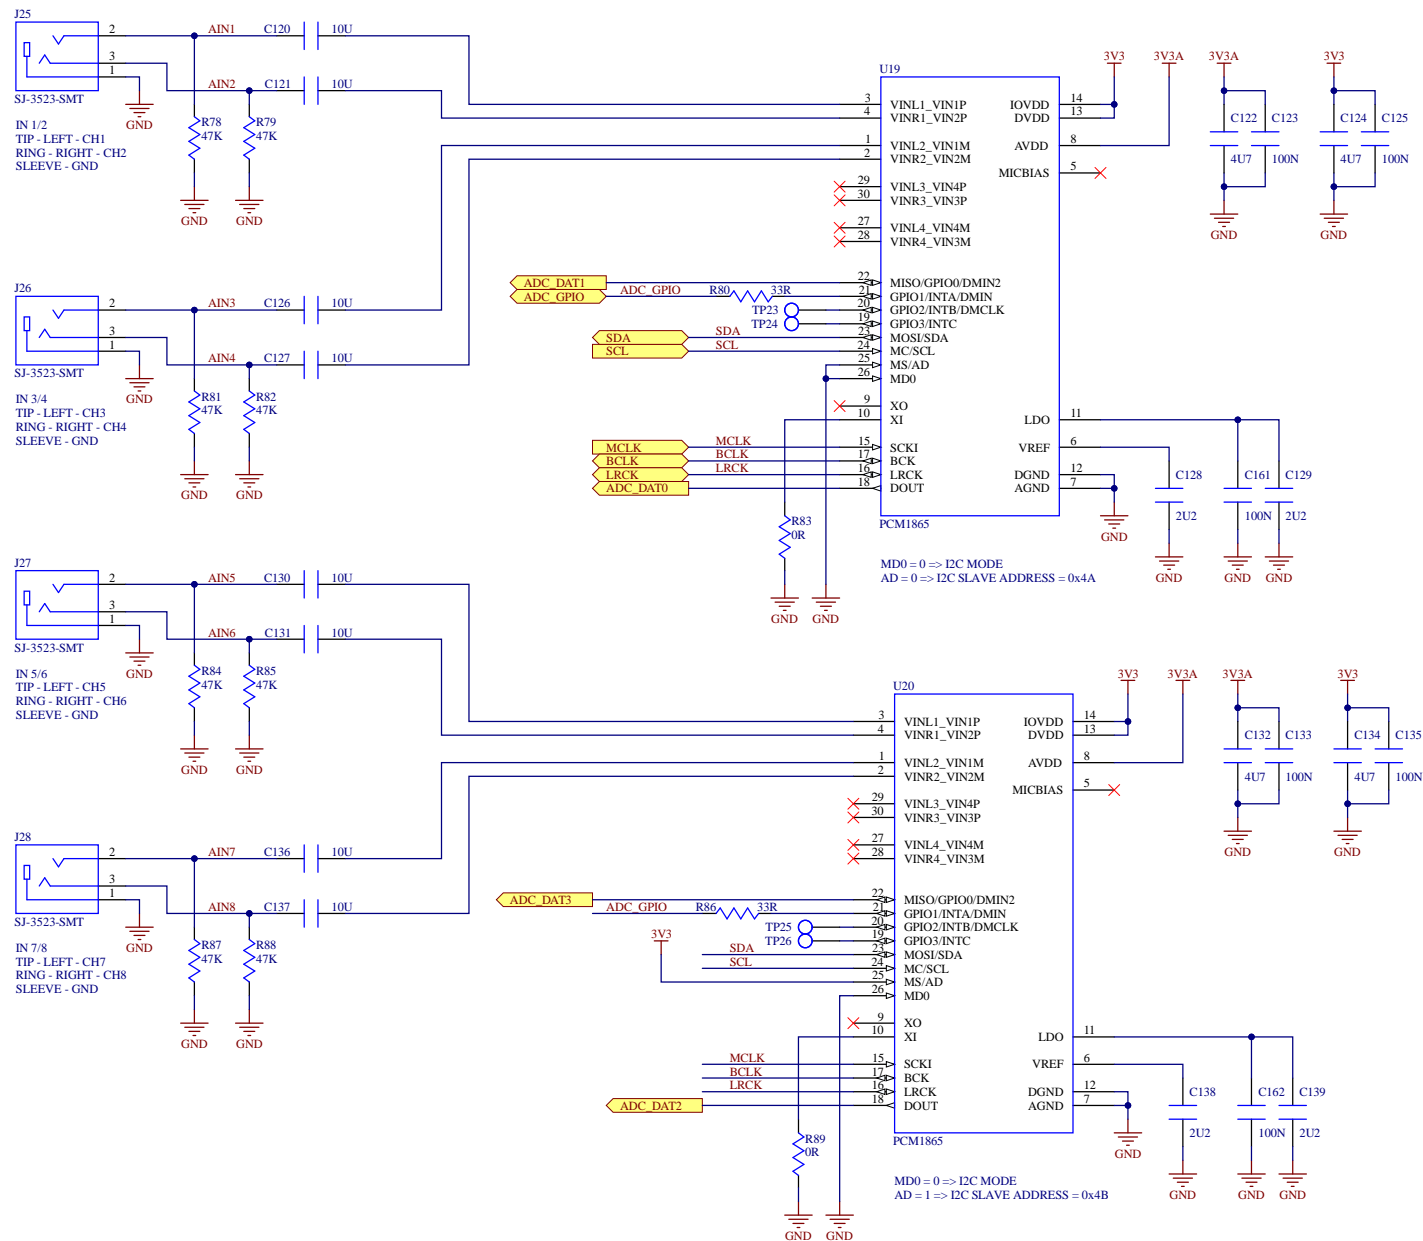 J25
2
3
1
SJ-3523-SMT
IN 1/2
TIP - LEFT - CH1
RING - RIGHT - CH2
SLEEVE - GND
GND
AIN1
C120
10U
AIN2
C121
10U
R78
47K
R79
47K
GND
GND
J26
2
3
1
SJ-3523-SMT
IN 3/4
TIP - LEFT - CH3
RING - RIGHT - CH4
SLEEVE - GND
GND
AIN3
C126
10U
AIN4
C127
10U
R81
47K
R82
47K
GND
GND
U19
3 VINL1_VIN1P
4 VINR1_VIN2P
1 VINL2_VIN1M
2 VINR2_VIN2M
29 VINL3_VIN4P
30 VINR3_VIN3P
27 VINL4_VIN4M
28 VINR4_VIN3M
ADC_DAT1 22 MISO/GPIO0/DMIN2
ADC_GPIO ADC_GPIO R80 33R 21 GPIO1/INTA/DMIN
TP23 20 GPIO2/INTB/DMCLK
TP24 19 GPIO3/INTC
SDA SDA 23 MOSI/SDA
SCL SCL 24 MC/SCL
25 MS/AD
26 MD0
9 XO
10 XI
MCLK MCLK 15 SCKI
BCLK BCLK 17 BCK
LRCK LRCK 16 LRCK
ADC_DAT0 18 DOUT
R83
0R
GND
GND
PCM1865
MD0 = 0 => I2C MODE
AD = 0 => I2C SLAVE ADDRESS = 0x4A
IOVDD 14
DVDD 13
AVDD 8
MICBIAS 5
LDO 11
VREF 6
DGND 12
AGND 7
3V3
3V3A
3V3A
3V3
C122
4U7
C123
100N
GND
C124
4U7
C125
100N
GND
GND
C128
2U2
GND
C161
100N
GND
C129
2U2
GND
J27
2
3
1
SJ-3523-SMT
IN 5/6
TIP - LEFT - CH5
RING - RIGHT - CH6
SLEEVE - GND
GND
AIN5
C130
10U
AIN6
C131
10U
R84
47K
R85
47K
GND
GND
J28
2
3
1
SJ-3523-SMT
IN 7/8
TIP - LEFT - CH7
RING - RIGHT - CH8
SLEEVE - GND
GND
AIN7
C136
10U
AIN8
C137
10U
R87
47K
R88
47K
GND
GND
U20
3 VINL1_VIN1P
4 VINR1_VIN2P
1 VINL2_VIN1M
2 VINR2_VIN2M
29 VINL3_VIN4P
30 VINR3_VIN3P
27 VINL4_VIN4M
28 VINR4_VIN3M
ADC_DAT3 22 MISO/GPIO0/DMIN2
ADC_GPIO R86 33R 21 GPIO1/INTA/DMIN
TP25 20 GPIO2/INTB/DMCLK
TP26 19 GPIO3/INTC
3V3
SDA 23 MOSI/SDA
SCL 24 MC/SCL
25 MS/AD
26 MD0
9 XO
10 XI
MCLK 15 SCKI
BCLK 17 BCK
LRCK 16 LRCK
ADC_DAT2 18 DOUT
R89
0R
GND
GND
PCM1865
MD0 = 0 => I2C MODE
AD = 1 => I2C SLAVE ADDRESS = 0x4B
IOVDD 14
DVDD 13
AVDD 8
MICBIAS 5
LDO 11
VREF 6
DGND 12
AGND 7
3V3
3V3A
3V3A
3V3
C132
4U7
C133
100N
GND
C134
4U7
C135
100N
GND
GND
C138
2U2
GND
C162
100N
GND
C139
2U2
GND